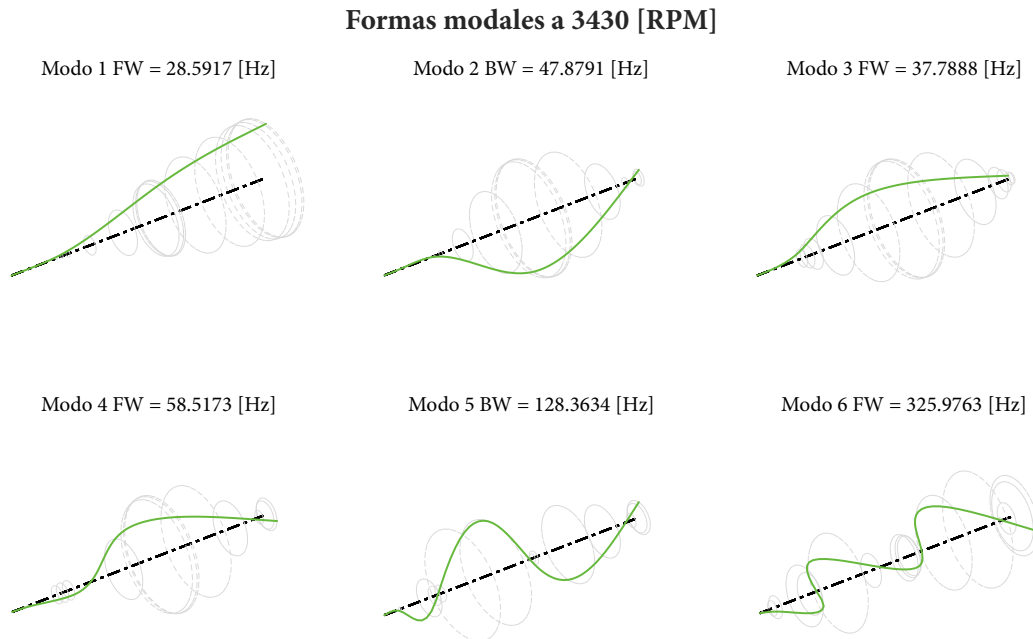 Formas modales a 3430 [RPM]
Modo 1 FW = 28.5917 [Hz]
Modo 2 BW = 47.8791 [Hz]
Modo 3 FW = 37.7888 [Hz]
Modo 4 FW = 58.5173 [Hz]
Modo 5 BW = 128.3634 [Hz]
Modo 6 FW = 325.9763 [Hz]